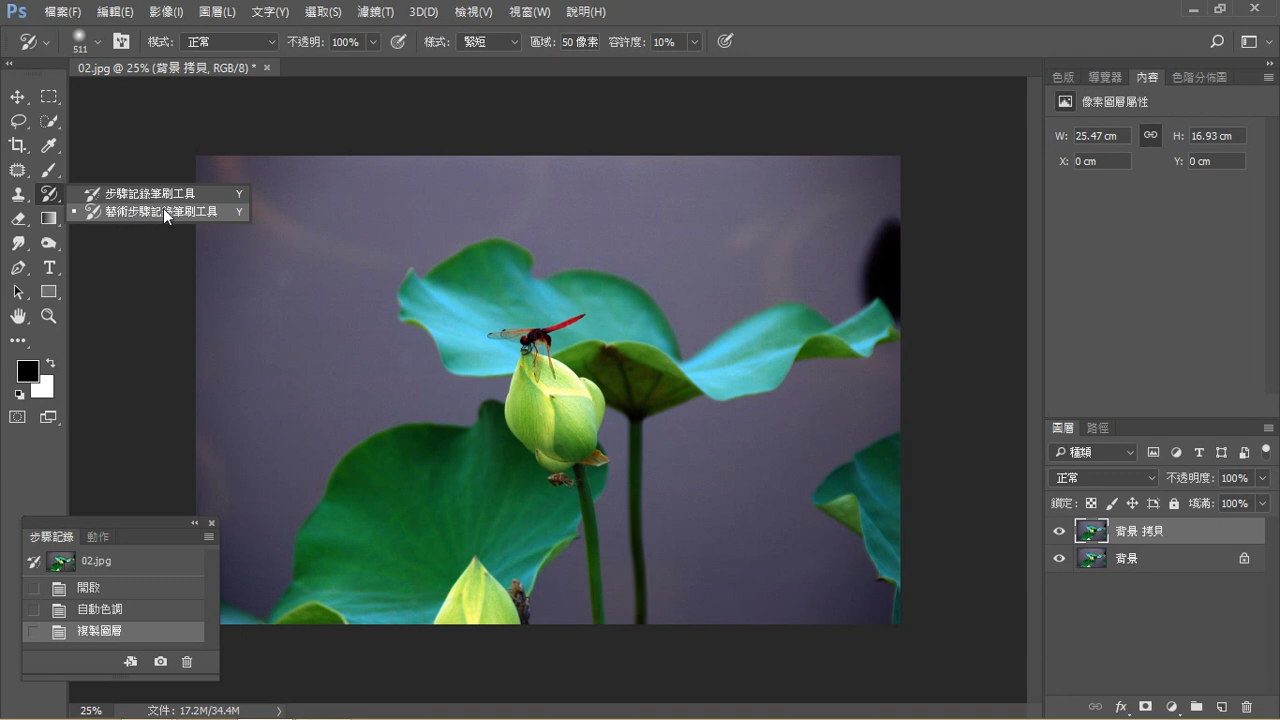 Ps 檔案(F) 編輯(E) 影像(I) 圖層(L) 文字(Y) 選取(S) 濾鏡(T) 3D(D) 檢視(V) 視窗(W) 說明(H)
511 模式: 正常 不透明: 100% 樣式: 緊短 區域: 50 像素 容許度: 10%
02.jpg @ 25% (背景 拷貝, RGB/8) * ×
色版 導覽器 內容 色階分佈圖
像素圖層屬性
W: 25.47 cm H: 16.93 cm
X: 0 cm Y: 0 cm
步驟記錄筆刷工具 Y
藝術步驟記錄筆刷工具 Y
圖層 路徑
種類
正常 不透明度: 100%
鎖定: 填滿: 100%
背景 拷貝
背景
步驟記錄 動作
02.jpg
開啟
自動色調
複製圖層
25% 文件: 17.2M/34.4M